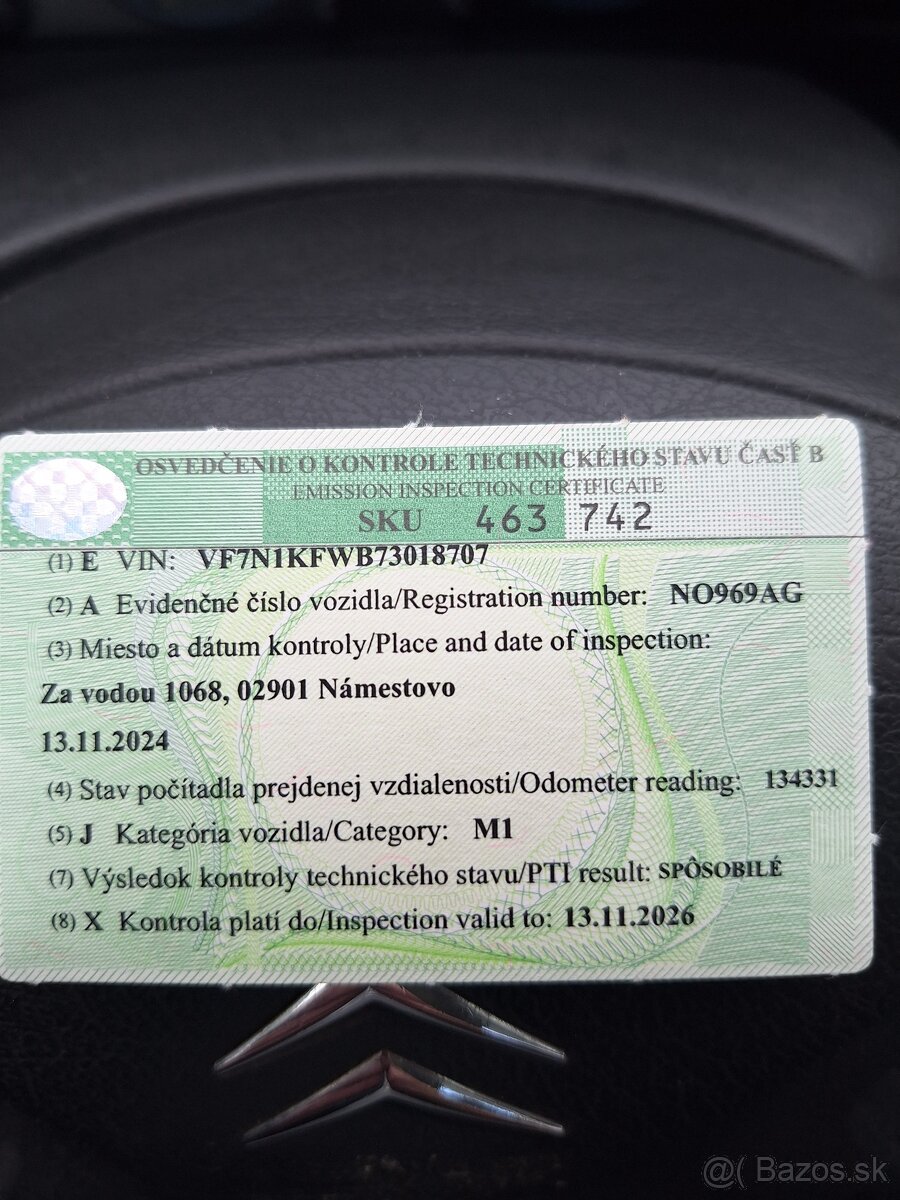 OSVEDČENIE O KONTROLE TECHNICKÉHO STAVU ČASŤ B
EMISSION INSPECTION CERTIFICATE
SKU 463 742
(1) E VIN: VF7N1KFWB73018707
(2) A Evidenčné číslo vozidla/Registration number: NO969AG
(3) Miesto a dátum kontroly/Place and date of inspection:
Za vodou 1068, 02901 Námestovo
13.11.2024
(4) Stav počítadla prejdenej vzdialenosti/Odometer reading: 134331
(5) J Kategória vozidla/Category: M1
(7) Výsledok kontroly technického stavu/PTI result: SPÔSOBILÉ
(8) X Kontrola platí do/Inspection valid to: 13.11.2026
@( Bazos.sk